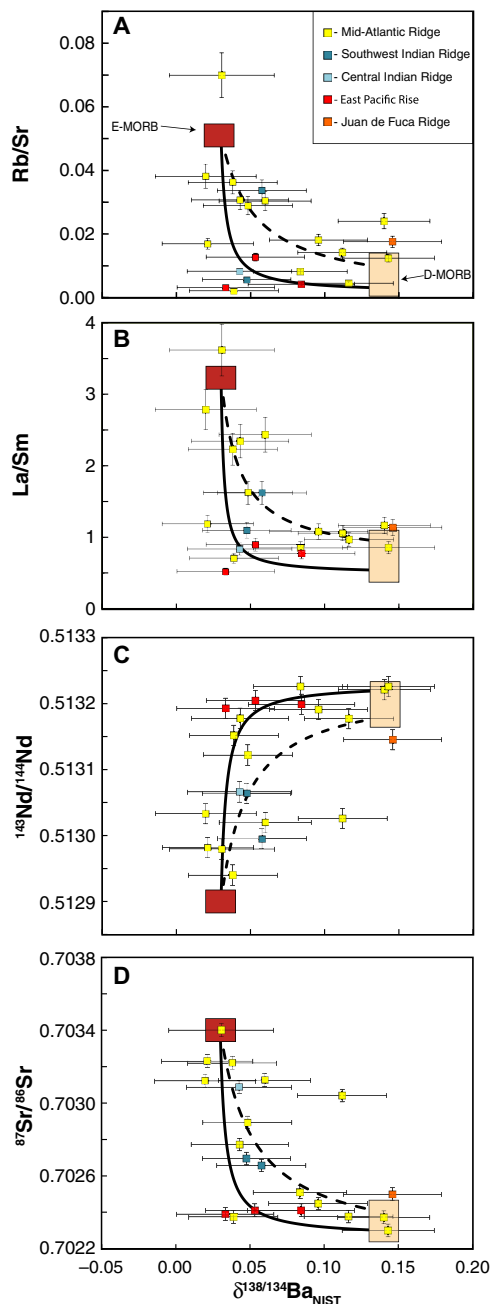 A
- Mid-Atlantic Ridge
- Southwest Indian Ridge
- Central Indian Ridge
- East Pacific Rise
- Juan de Fuca Ridge
E-MORB
D-MORB
Rb/Sr
0.08
0.06
0.04
0.02
0.00
B
La/Sm
4
3
2
1
0
C
¹⁴³Nd/¹⁴⁴Nd
0.5133
0.5132
0.5131
0.5130
0.5129
D
⁸⁷Sr/⁸⁶Sr
0.7038
0.7034
0.7030
0.7026
0.7022
−0.05 0.00 0.05 0.10 0.15 0.20
δ¹³⁸/¹³⁴Ba_NIST